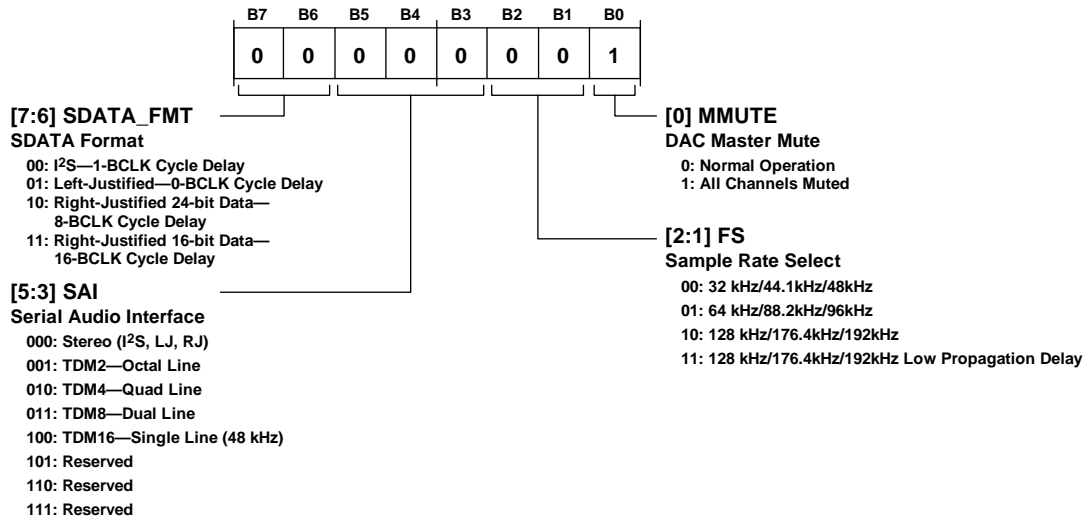 B7 B6 B5 B4 B3 B2 B1 B0
0 0 0 0 0 0 0 1
[7:6] SDATA_FMT
SDATA Format
00: I2S—1-BCLK Cycle Delay
01: Left-Justified—0-BCLK Cycle Delay
10: Right-Justified 24-bit Data—
8-BCLK Cycle Delay
11: Right-Justified 16-bit Data—
16-BCLK Cycle Delay
[5:3] SAI
Serial Audio Interface
000: Stereo (I2S, LJ, RJ)
001: TDM2—Octal Line
010: TDM4—Quad Line
011: TDM8—Dual Line
100: TDM16—Single Line (48 kHz)
101: Reserved
110: Reserved
111: Reserved
[0] MMUTE
DAC Master Mute
0: Normal Operation
1: All Channels Muted
[2:1] FS
Sample Rate Select
00: 32 kHz/44.1kHz/48kHz
01: 64 kHz/88.2kHz/96kHz
10: 128 kHz/176.4kHz/192kHz
11: 128 kHz/176.4kHz/192kHz Low Propagation Delay